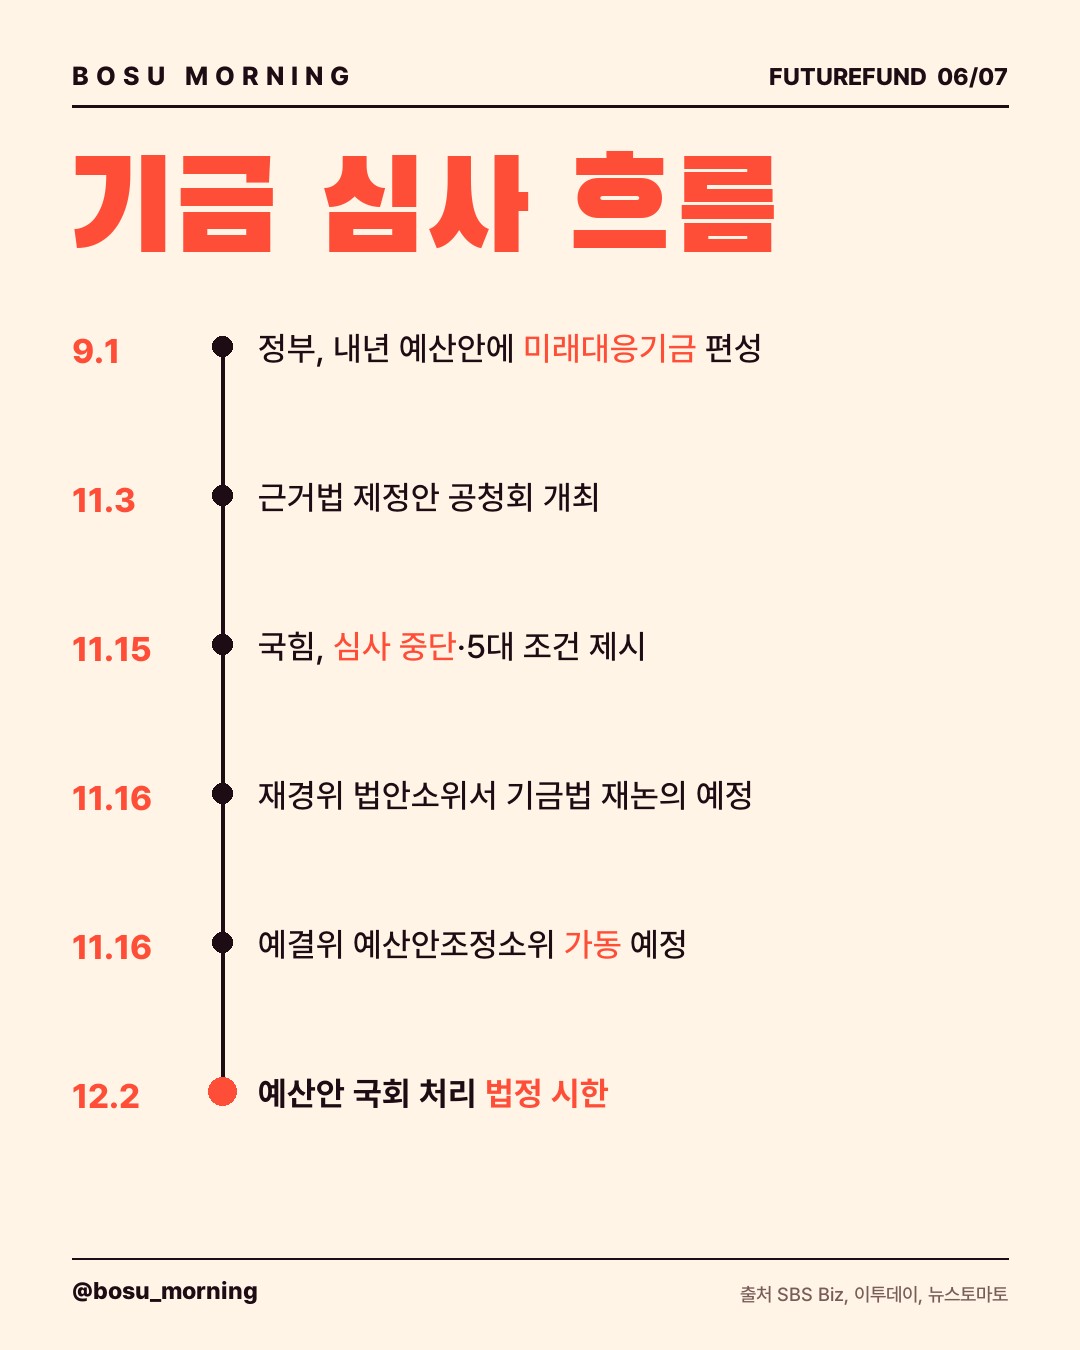 BOSU MORNING
FUTUREFUND 06/07
기금 심사 흐름
9.1 정부, 내년 예산안에 미래대응기금 편성
11.3 근거법 제정안 공청회 개최
11.15 국힘, 심사 중단·5대 조건 제시
11.16 재경위 법안소위서 기금법 재논의 예정
11.16 예결위 예산안조정소위 가동 예정
12.2 예산안 국회 처리 법정 시한
@bosu_morning
출처 SBS Biz, 이투데이, 뉴스토마토